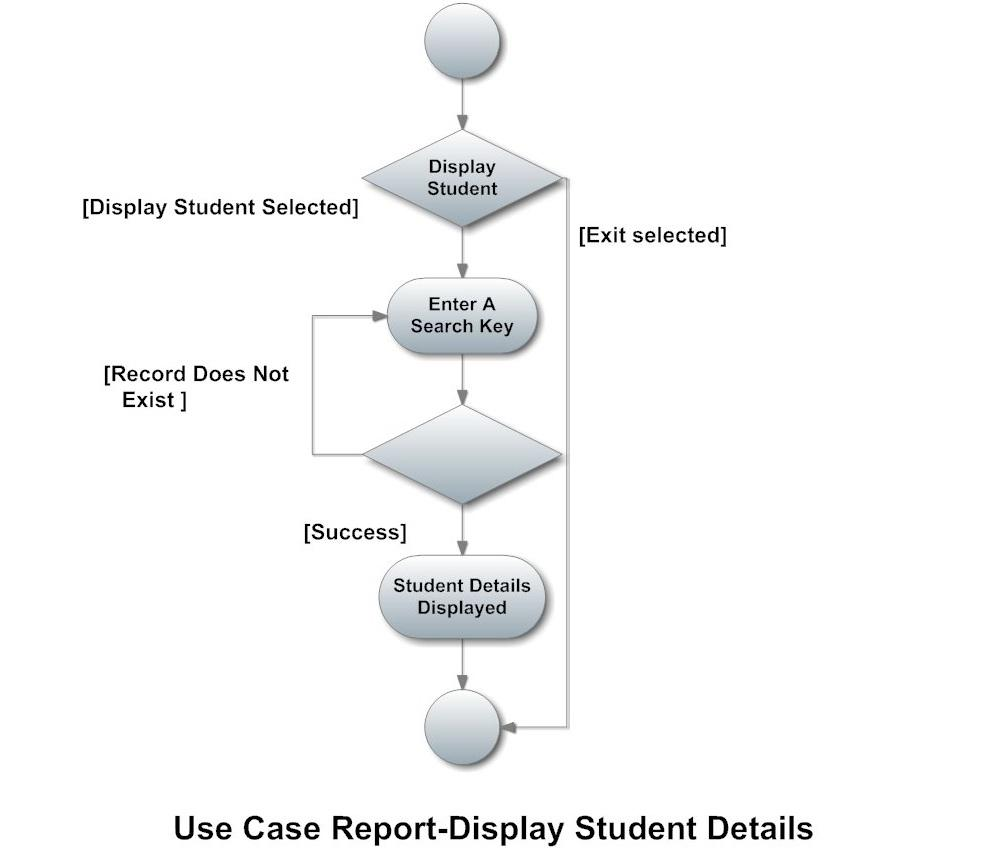 Display
Student
[Display Student Selected]
[Exit selected]
Enter A
Search Key
[Record Does Not
Exist ]
[Success]
Student Details
Displayed
Use Case Report-Display Student Details